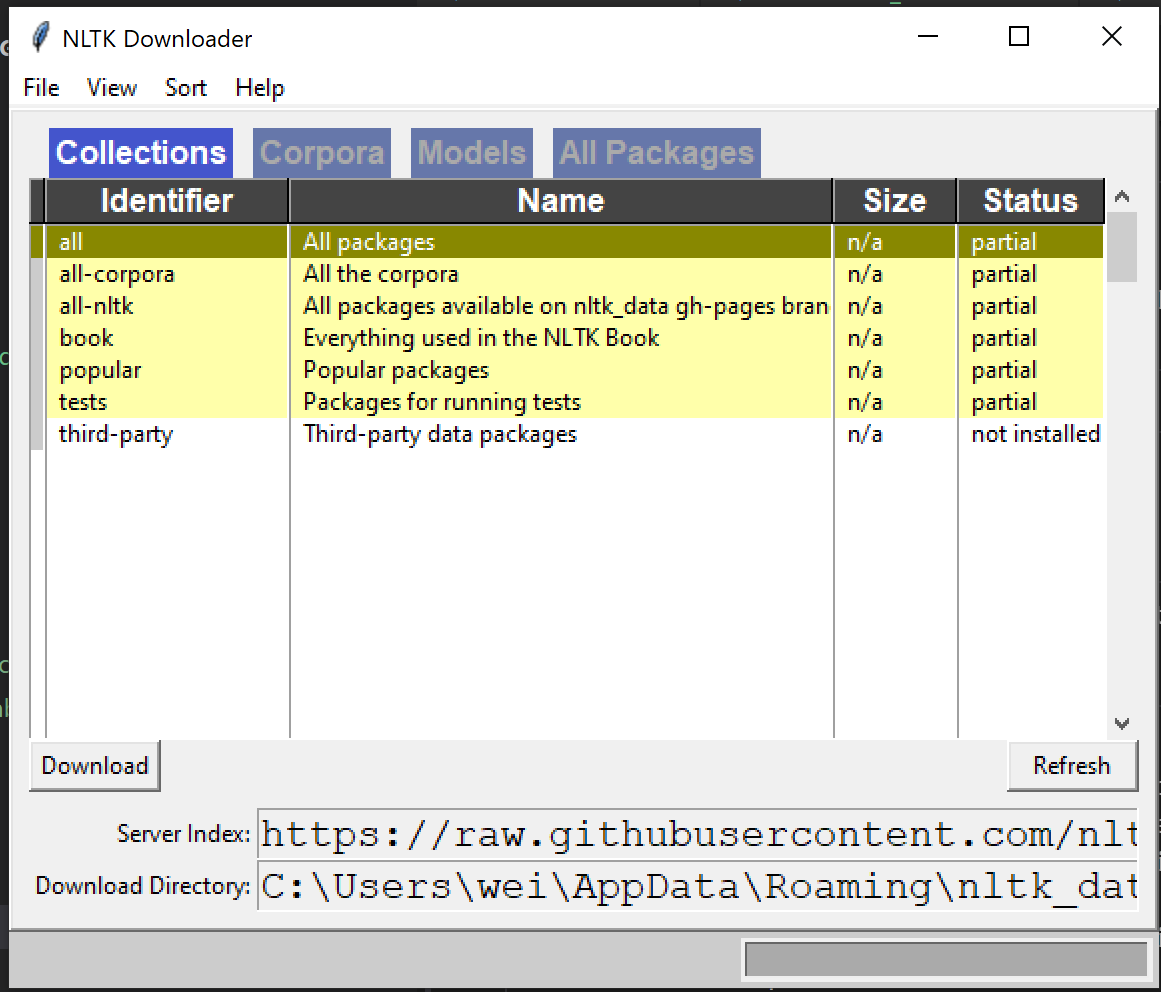 NLTK Downloader
File View Sort Help
Collections Corpora Models All Packages
Identifier Name Size Status
all All packages n/a partial
all-corpora All the corpora n/a partial
all-nltk All packages available on nltk_data gh-pages bran n/a partial
book Everything used in the NLTK Book n/a partial
popular Popular packages n/a partial
tests Packages for running tests n/a partial
third-party Third-party data packages n/a not installed
Download Refresh
Server Index: https://raw.githubusercontent.com/nlt
Download Directory: C:\Users\wei\AppData\Roaming\nltk_dat